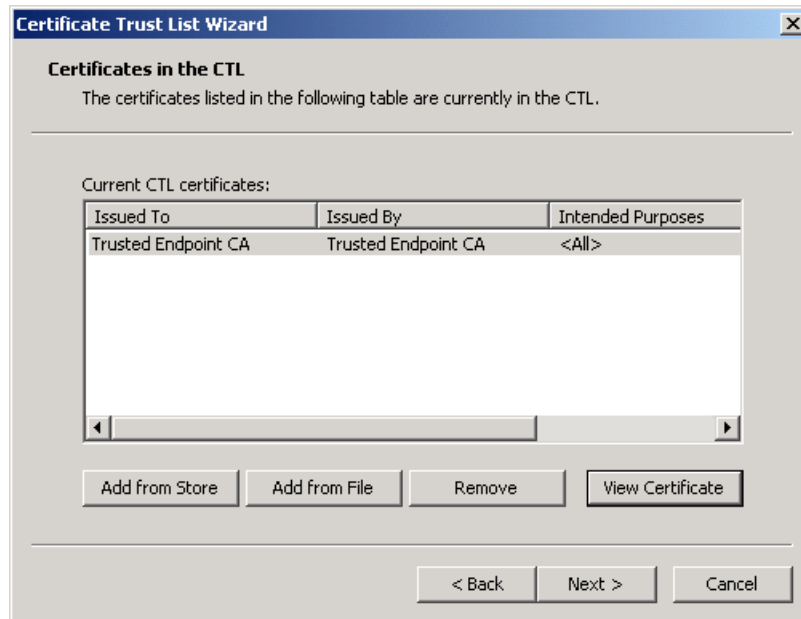 Certificate Trust List Wizard
Certificates in the CTL
The certificates listed in the following table are currently in the CTL.
Current CTL certificates:
Issued To Issued By Intended Purposes
Trusted Endpoint CA Trusted Endpoint CA <All>
Add from Store Add from File Remove View Certificate
< Back Next > Cancel